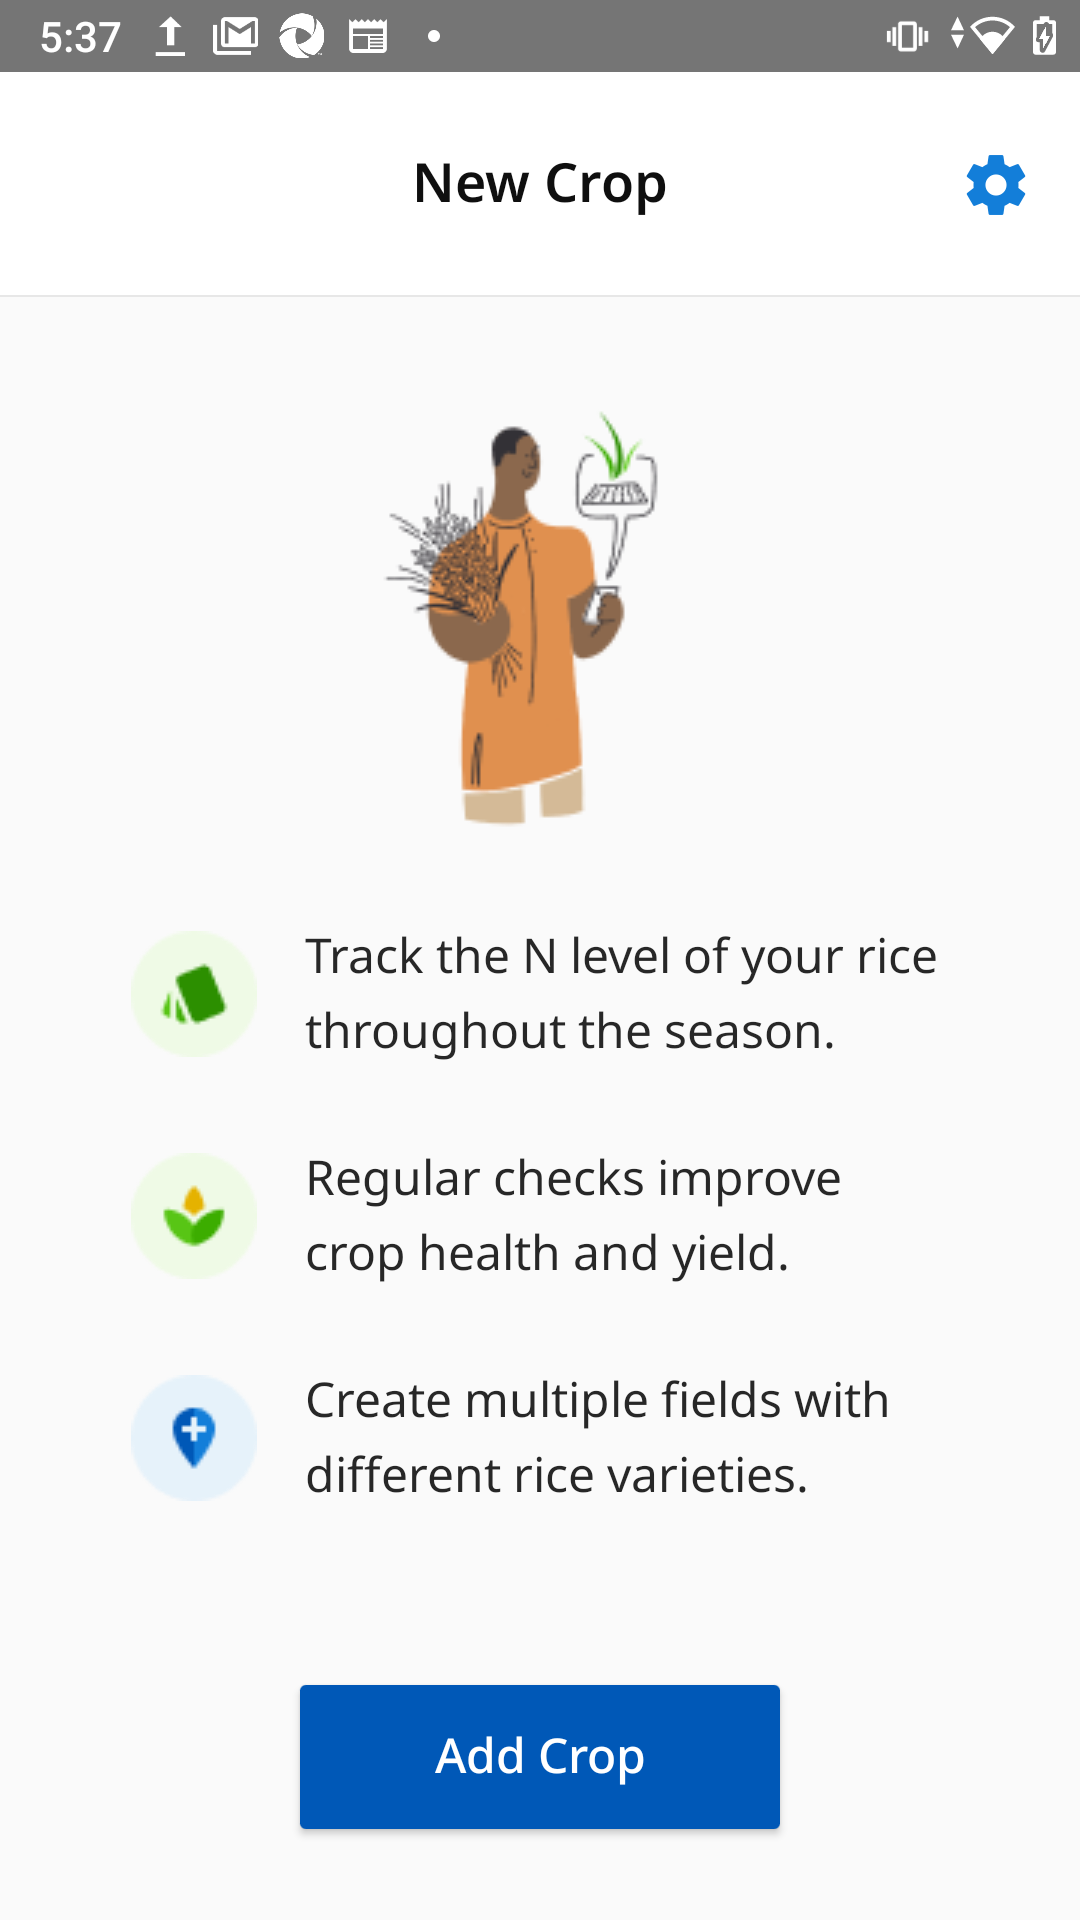 5:37
New Crop
Track the N level of your rice
throughout the season.
Regular checks improve
crop health and yield.
Create multiple fields with
different rice varieties.
Add Crop